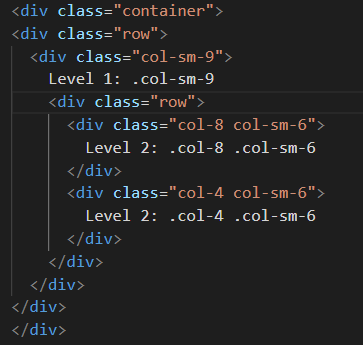 <div class="container">
<div class="row">
<div class="col-sm-9">
Level 1: .col-sm-9
<div class="row">
<div class="col-8 col-sm-6">
Level 2: .col-8 .col-sm-6
</div>
<div class="col-4 col-sm-6">
Level 2: .col-4 .col-sm-6
</div>
</div>
</div>
</div>
</div>